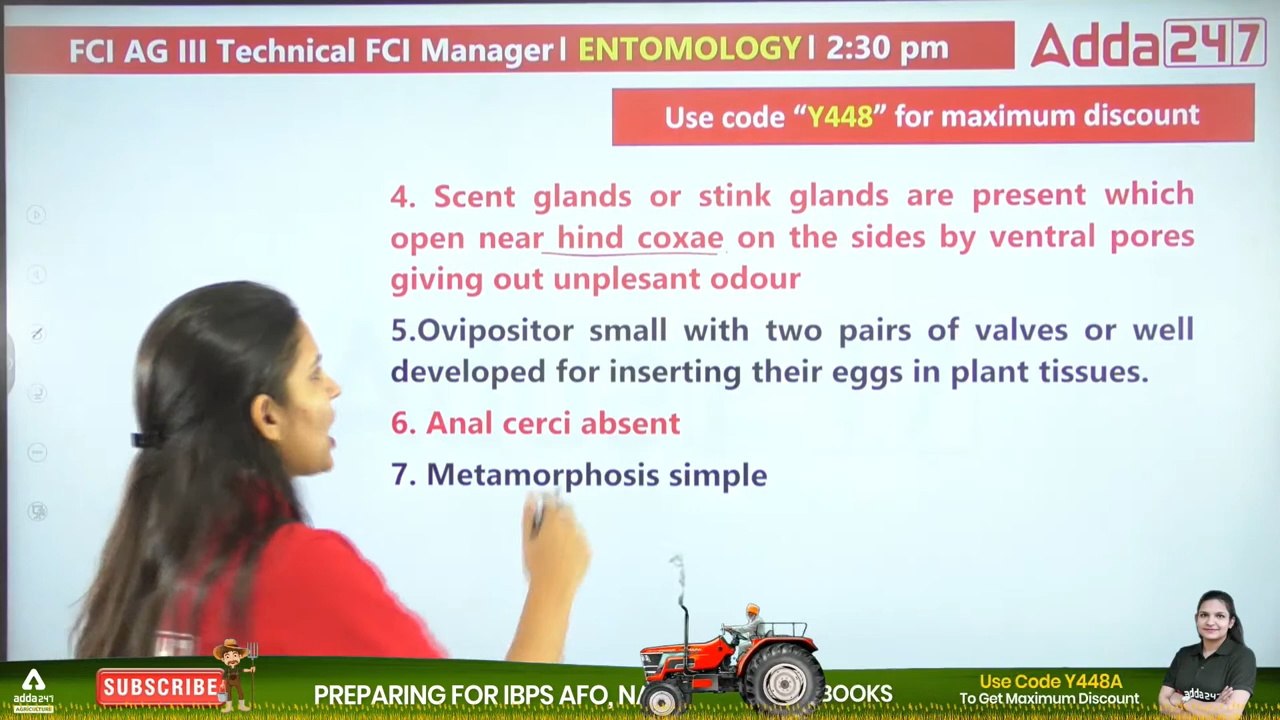 FCI AG III Technical FCI Manager| ENTOMOLOGY| 2:30 pm
Adda247
Use code “Y448” for maximum discount
4. Scent glands or stink glands are present which
open near hind coxae on the sides by ventral pores
giving out unplesant odour
5.Ovipositor small with two pairs of valves or well
developed for inserting their eggs in plant tissues.
6. Anal cerci absent
7. Metamorphosis simple
adda247
AGRICULTURE
SUBSCRIBE
PREPARING FOR IBPS AFO, BOOKS
Use Code Y448A
To Get Maximum Discount
adda247